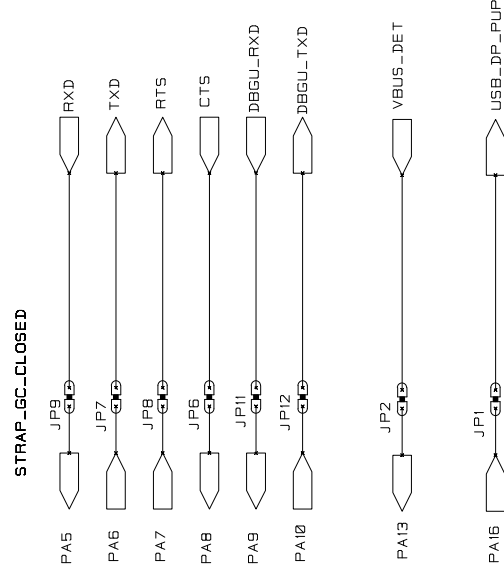 STRAP_GC_CLOSED
PA5 JP9 RXD
PA6 JP7 TXD
PA7 JP8 RTS
PA8 JP6 CTS
PA9 JP11 DBGU_RXD
PA10 JP12 DBGU_TXD
PA13 JP2 VBUS_DET
PA16 JP1 USB_DP_PUP